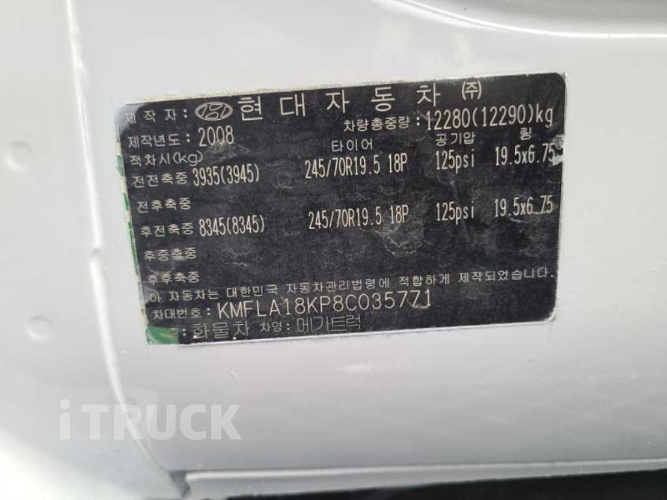 제작자: 현대자동차 ㈜
제작년도: 2008 차량총중량: 12280(12290)kg
적차시(kg) 타이어 공기압 림
전전축중 3935(3945) 245/70R19.5 18P 125psi 19.5x6.75
전후축중
후전축중 8345(8345) 245/70R19.5 18P 125psi 19.5x6.75
후중축중
후후축중
이 자동차는 대한민국 자동차관리법령에 적합하게 제작되었습니다.
차대번호: KMFLA18KP8C035771
: 화물차 차명: 메가트럭
iTRUCK